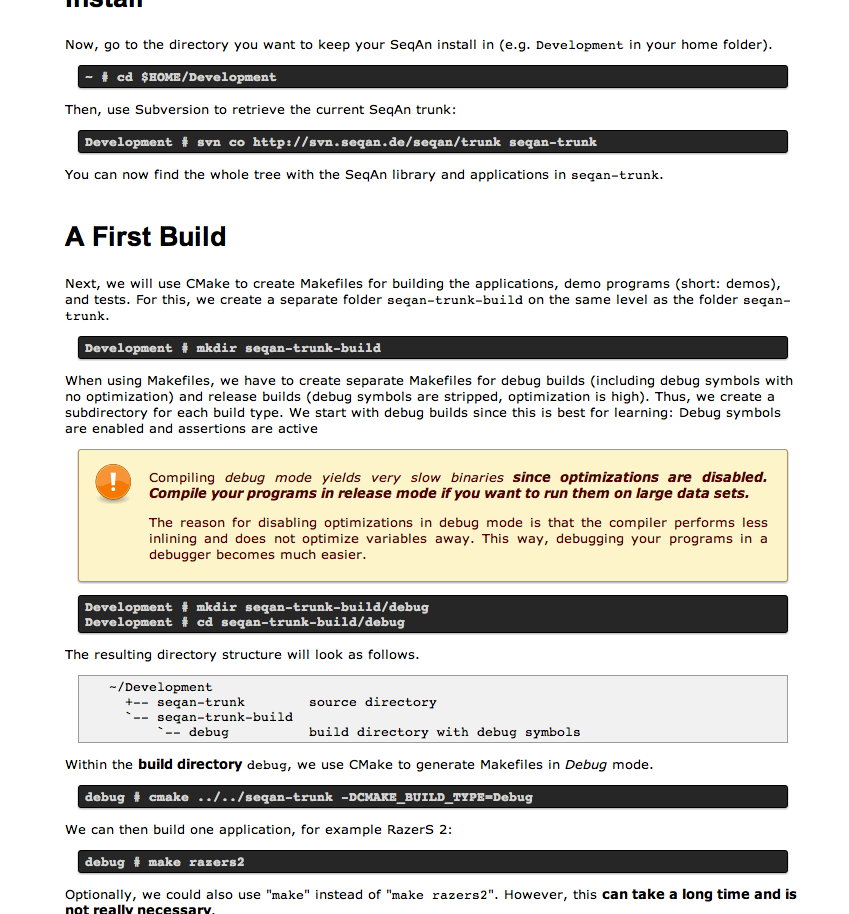 Install
Now, go to the directory you want to keep your SeqAn install in (e.g. Development in your home folder).
~ # cd $HOME/Development
Then, use Subversion to retrieve the current SeqAn trunk:
Development # svn co http://svn.seqan.de/seqan/trunk seqan-trunk
You can now find the whole tree with the SeqAn library and applications in seqan-trunk.
A First Build
Next, we will use CMake to create Makefiles for building the applications, demo programs (short: demos),
and tests. For this, we create a separate folder seqan-trunk-build on the same level as the folder seqan-
trunk.
Development # mkdir seqan-trunk-build
When using Makefiles, we have to create separate Makefiles for debug builds (including debug symbols with
no optimization) and release builds (debug symbols are stripped, optimization is high). Thus, we create a
subdirectory for each build type. We start with debug builds since this is best for learning: Debug symbols
are enabled and assertions are active
Compiling debug mode yields very slow binaries since optimizations are disabled.
Compile your programs in release mode if you want to run them on large data sets.
The reason for disabling optimizations in debug mode is that the compiler performs less
inlining and does not optimize variables away. This way, debugging your programs in a
debugger becomes much easier.
Development # mkdir seqan-trunk-build/debug
Development # cd seqan-trunk-build/debug
The resulting directory structure will look as follows.
~/Development
+-- seqan-trunk source directory
`-- seqan-trunk-build
`-- debug build directory with debug symbols
Within the build directory debug, we use CMake to generate Makefiles in Debug mode.
debug # cmake ../../seqan-trunk -DCMAKE_BUILD_TYPE=Debug
We can then build one application, for example RazerS 2:
debug # make razers2
Optionally, we could also use "make" instead of "make razers2". However, this can take a long time and is
not really necessary.